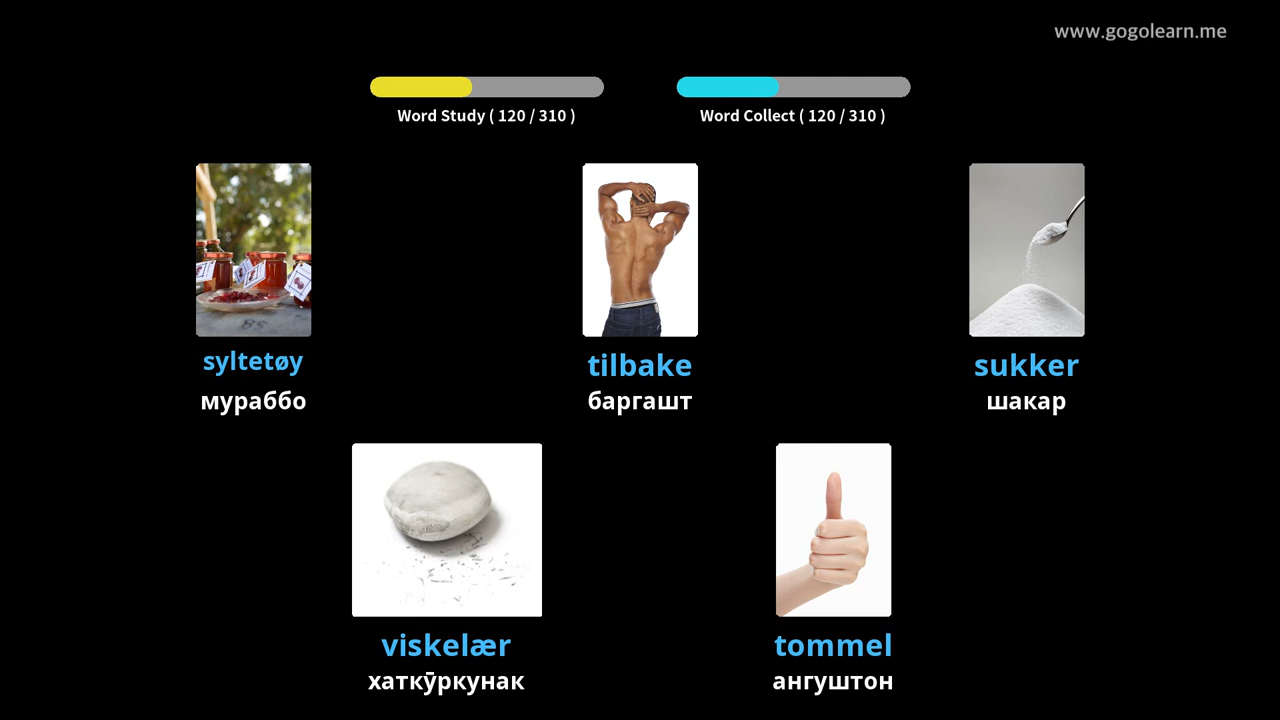 www.gogolearn.me
Word Study ( 120 / 310 )
Word Collect ( 120 / 310 )
syltetøy
tilbake
sukker
мураббо
баргашт
шакар
viskelær
tommel
хаткӯркунак
ангуштон